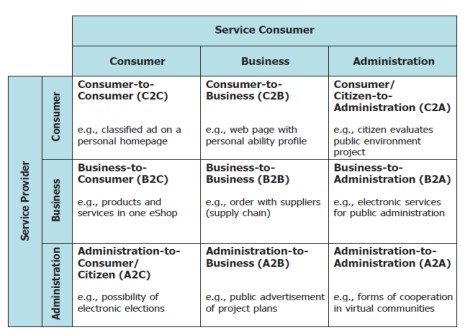 Service Consumer
Consumer
Business
Administration
Service Provider
Consumer
Consumer-to-
Consumer (C2C)
e.g., classified ad on a
personal homepage
Consumer-to-
Business (C2B)
e.g., web page with
personal ability profile
Consumer/
Citizen-to-
Administration (C2A)
e.g., citizen evaluates
public environment
project
Business
Business-to-
Consumer (B2C)
e.g., products and
services in one eShop
Business-to-
Business (B2B)
e.g., order with suppliers
(supply chain)
Business-to-
Administration (B2A)
e.g., electronic services
for public administration
Administration
Administration-to-
Consumer/
Citizen (A2C)
e.g., possibility of
electronic elections
Administration-to-
Business (A2B)
e.g., public advertisement
of project plans
Administration-to-
Administration (A2A)
e.g., forms of cooperation
in virtual communities